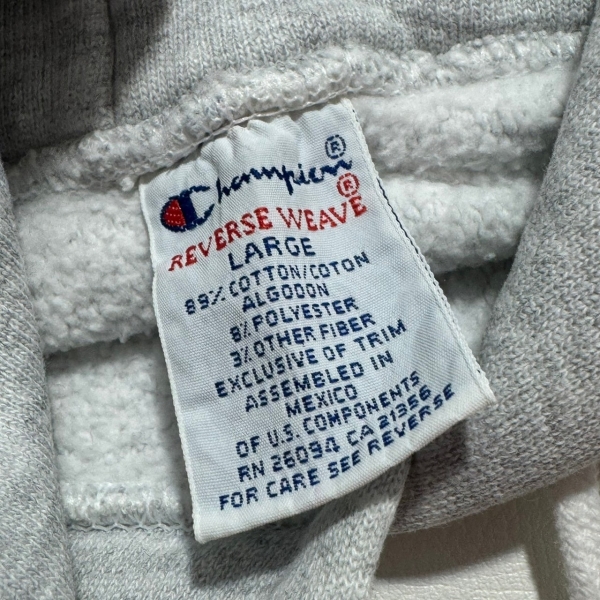 Champion®
REVERSE WEAVE®
LARGE
89% COTTON/COTON
ALGODON
8% POLYESTER
3% OTHER FIBER
EXCLUSIVE OF TRIM
ASSEMBLED IN
MEXICO
OF U.S. COMPONENTS
RN 26094 CA 21356
FOR CARE SEE REVERSE